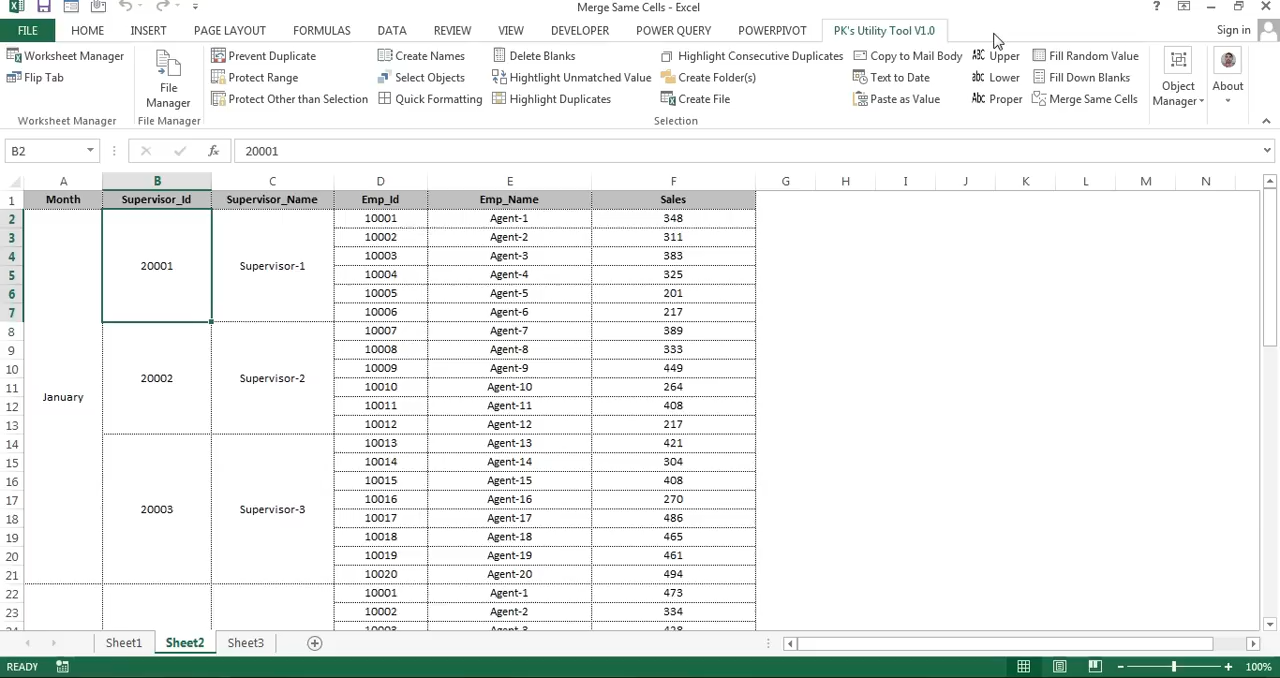 Merge Same Cells - Excel
?
FILE HOME INSERT PAGE LAYOUT FORMULAS DATA REVIEW VIEW DEVELOPER POWER QUERY POWERPIVOT PK's Utility Tool V1.0 Sign in
Worksheet Manager Prevent Duplicate Create Names Delete Blanks Highlight Consecutive Duplicates Copy to Mail Body ABC Upper Fill Random Value
Flip Tab Protect Range Select Objects Hightlight Unmatched Value Create Folder(s) Text to Date abc Lower Fill Down Blanks
File Manager Protect Other than Selection Quick Formatting Highlight Duplicates Create File Paste as Value Abc Proper Merge Same Cells Object Manager About
Worksheet Manager File Manager Selection
B2 fx 20001
A B C D E F G H I J K L M N
1 Month Supervisor_Id Supervisor_Name Emp_Id Emp_Name Sales
2 10001 Agent-1 348
3 10002 Agent-2 311
4 20001 Supervisor-1 10003 Agent-3 383
5 10004 Agent-4 325
6 10005 Agent-5 201
7 10006 Agent-6 217
8 10007 Agent-7 389
9 10008 Agent-8 333
10 20002 Supervisor-2 10009 Agent-9 449
11 January 10010 Agent-10 264
12 10011 Agent-11 408
13 10012 Agent-12 217
14 10013 Agent-13 421
15 10014 Agent-14 304
16 10015 Agent-15 408
17 20003 Supervisor-3 10016 Agent-16 270
18 10017 Agent-17 486
19 10018 Agent-18 465
20 10019 Agent-19 461
21 10020 Agent-20 494
22 10001 Agent-1 473
23 10002 Agent-2 334
Sheet1 Sheet2 Sheet3
READY 100%